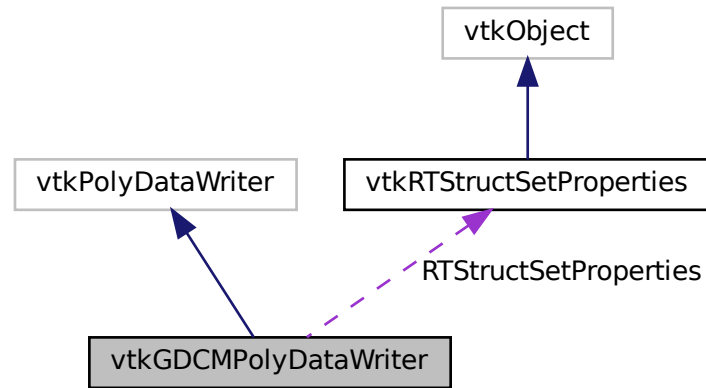 vtkObject
vtkPolyDataWriter
vtkRTStructSetProperties
RTStructSetProperties
vtkGDCMPolyDataWriter